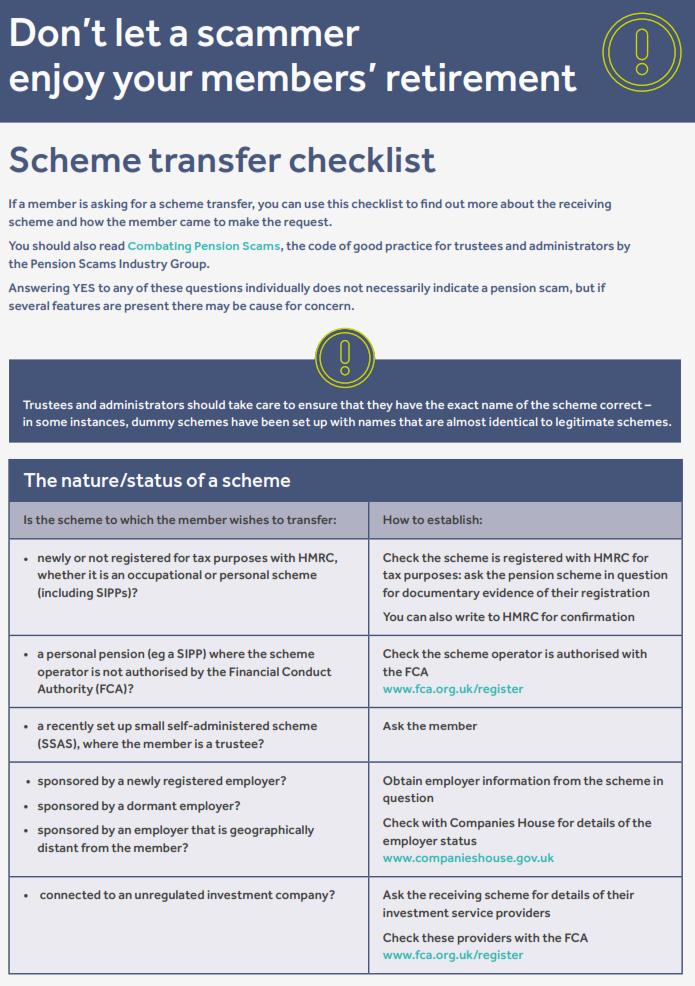 Don't let a scammer
enjoy your members' retirement
Scheme transfer checklist
If a member is asking for a scheme transfer, you can use this checklist to find out more about the receiving
scheme and how the member came to make the request.
You should also read Combating Pension Scams, the code of good practice for trustees and administrators by
the Pension Scams Industry Group.
Answering YES to any of these questions individually does not necessarily indicate a pension scam, but if
several features are present there may be cause for concern.
Trustees and administrators should take care to ensure that they have the exact name of the scheme correct –
in some instances, dummy schemes have been set up with names that are almost identical to legitimate schemes.
The nature/status of a scheme
Is the scheme to which the member wishes to transfer:
How to establish:
• newly or not registered for tax purposes with HMRC,
whether it is an occupational or personal scheme
(including SIPPs)?
Check the scheme is registered with HMRC for
tax purposes: ask the pension scheme in question
for documentary evidence of their registration
You can also write to HMRC for confirmation
• a personal pension (eg a SIPP) where the scheme
operator is not authorised by the Financial Conduct
Authority (FCA)?
Check the scheme operator is authorised with
the FCA
www.fca.org.uk/register
• a recently set up small self-administered scheme
(SSAS), where the member is a trustee?
Ask the member
• sponsored by a newly registered employer?
• sponsored by a dormant employer?
• sponsored by an employer that is geographically
distant from the member?
Obtain employer information from the scheme in
question
Check with Companies House for details of the
employer status
www.companieshouse.gov.uk
• connected to an unregulated investment company?
Ask the receiving scheme for details of their
investment service providers
Check these providers with the FCA
www.fca.org.uk/register